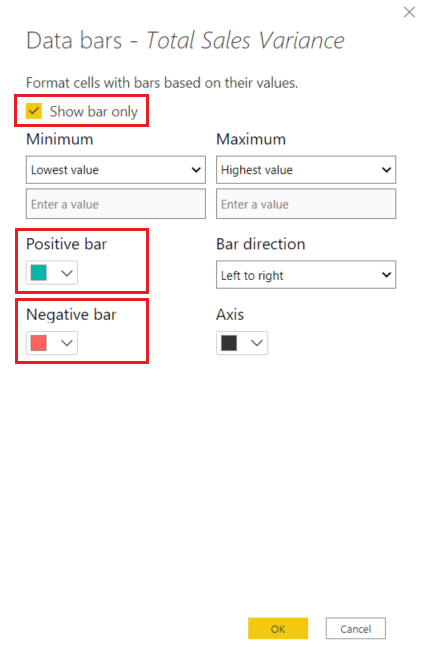 Data bars - Total Sales Variance
Format cells with bars based on their values.
Show bar only
Minimum Maximum
Lowest value Highest value
Enter a value Enter a value
Positive bar Bar direction
Left to right
Negative bar Axis
OK Cancel